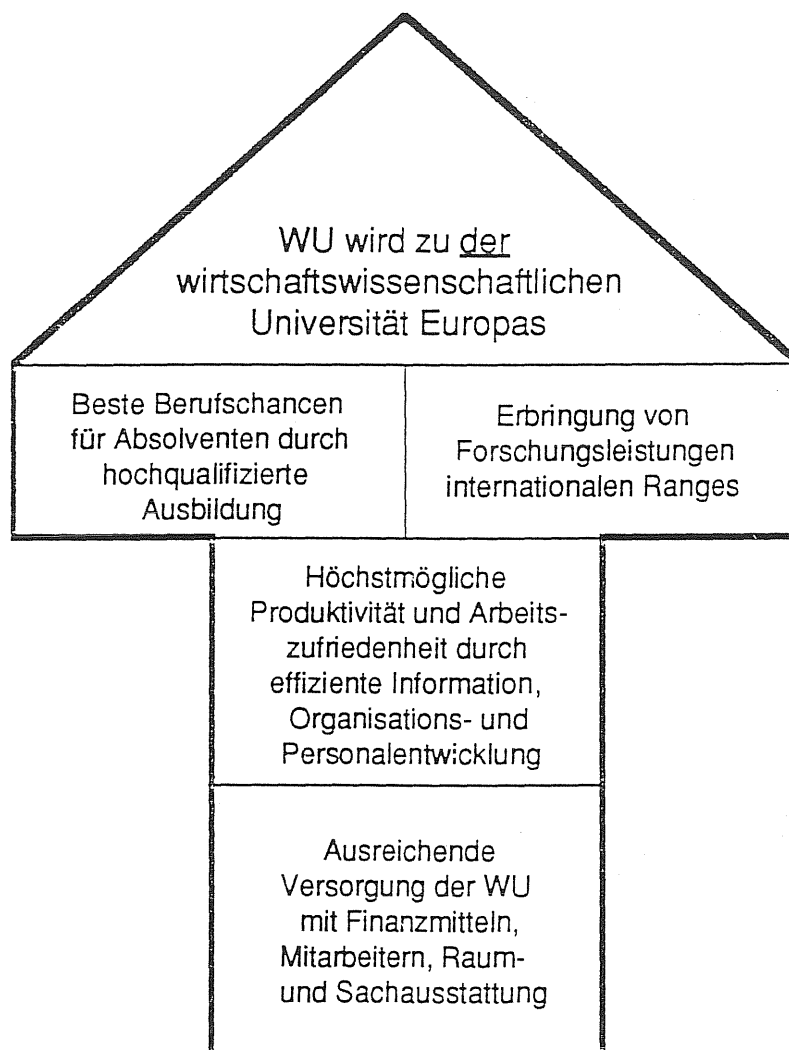 WU wird zu der
wirtschaftswissenschaftlichen
Universität Europas
Beste Berufschancen
für Absolventen durch
hochqualifizierte
Ausbildung
Erbringung von
Forschungsleistungen
internationalen Ranges
Höchstmögliche
Produktivität und Arbeits-
zufriedenheit durch
effiziente Information,
Organisations- und
Personalentwicklung
Ausreichende
Versorgung der WU
mit Finanzmitteln,
Mitarbeitern, Raum-
und Sachausstattung